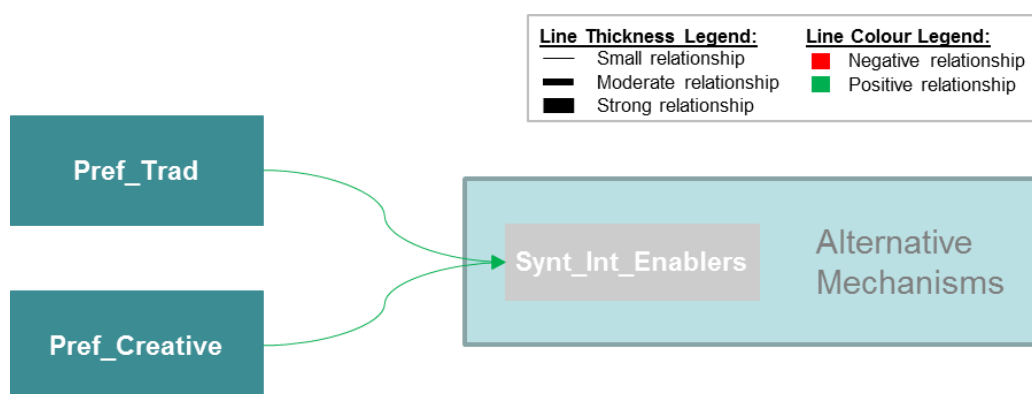 Line Thickness Legend:
Small relationship
Moderate relationship
Strong relationship
Line Colour Legend:
Negative relationship
Positive relationship
Pref_Trad
Synt_Int_Enablers
Alternative
Mechanisms
Pref_Creative